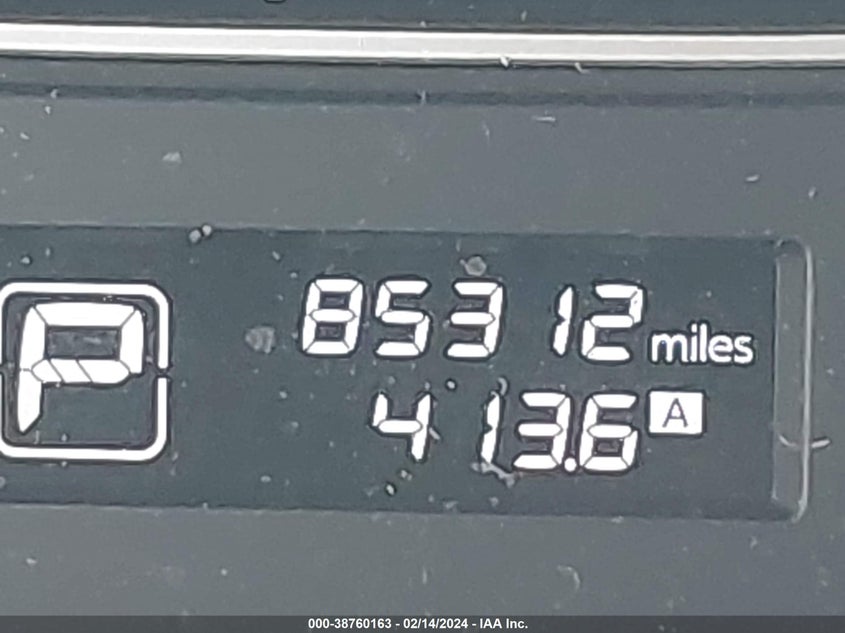 P
85312 miles
413.6 A
000-38760163 - 02/14/2024 - IAA Inc.